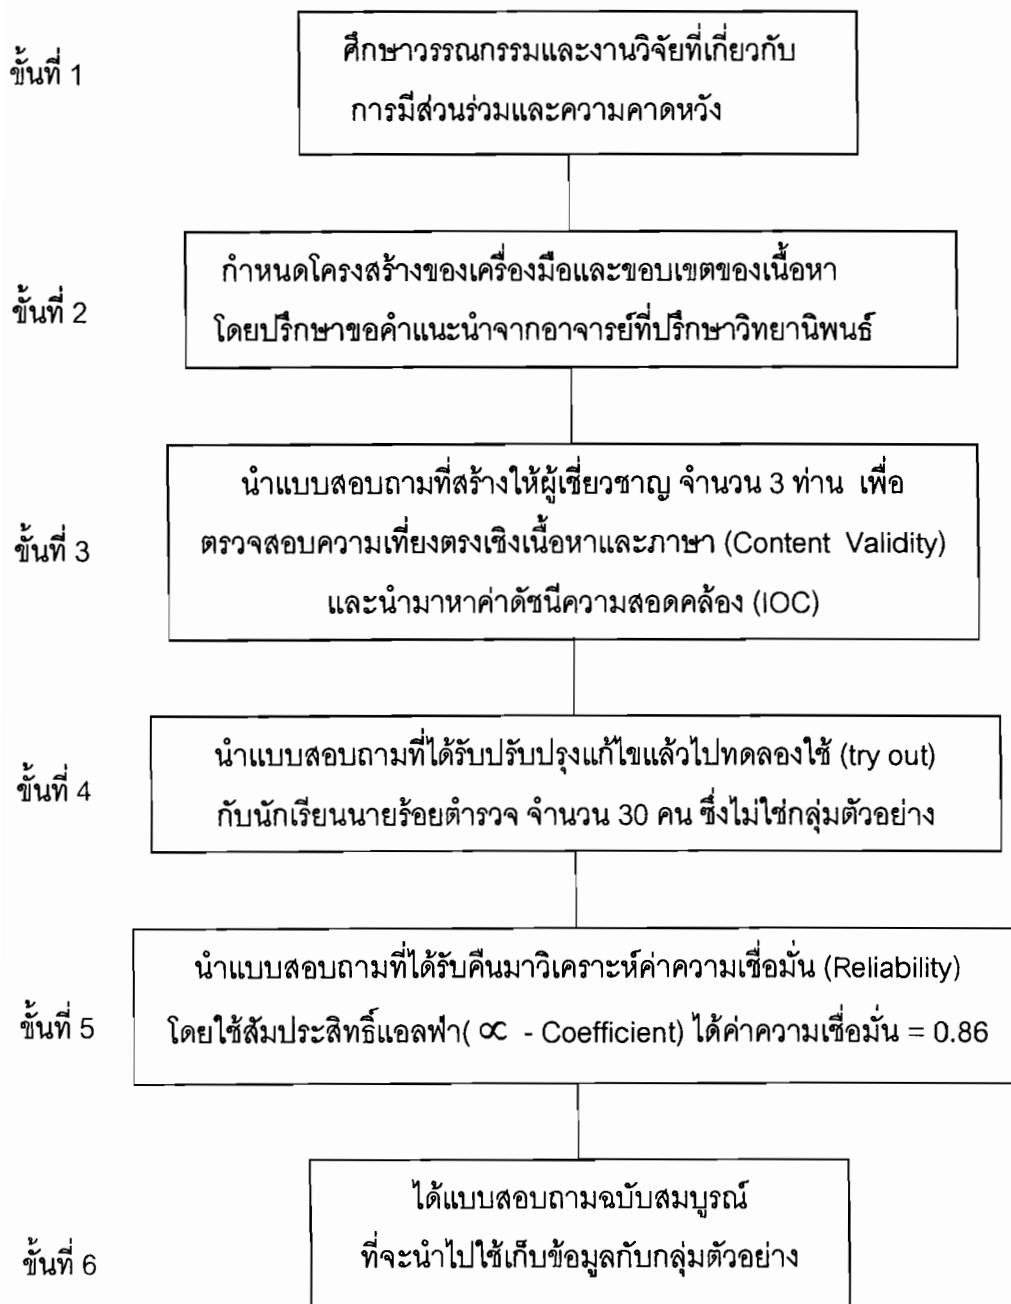 ขั้นที่ 1
ศึกษาวรรณกรรมและงานวิจัยที่เกี่ยวกับ
การมีส่วนร่วมและความคาดหวัง
ขั้นที่ 2
กำหนดโครงสร้างของเครื่องมือและขอบเขตของเนื้อหา
โดยปรึกษาขอคำแนะนำจากอาจารย์ที่ปรึกษาวิทยานิพนธ์
ขั้นที่ 3
นำแบบสอบถามที่สร้างให้ผู้เชี่ยวชาญ จำนวน 3 ท่าน เพื่อ
ตรวจสอบความเที่ยงตรงเชิงเนื้อหาและภาษา (Content Validity)
และนำมาหาค่าดัชนีความสอดคล้อง (IOC)
ขั้นที่ 4
นำแบบสอบถามที่ได้รับปรับปรุงแก้ไขแล้วไปทดลองใช้ (try out)
กับนักเรียนนายร้อยตำรวจ จำนวน 30 คน ซึ่งไม่ใช่กลุ่มตัวอย่าง
ขั้นที่ 5
นำแบบสอบถามที่ได้รับคืนมาวิเคราะห์ค่าความเชื่อมั่น (Reliability)
โดยใช้สัมประสิทธิ์แอลฟ่า( ∝ - Coefficient) ได้ค่าความเชื่อมั่น = 0.86
ขั้นที่ 6
ได้แบบสอบถามฉบับสมบูรณ์
ที่จะนำไปใช้เก็บข้อมูลกับกลุ่มตัวอย่าง